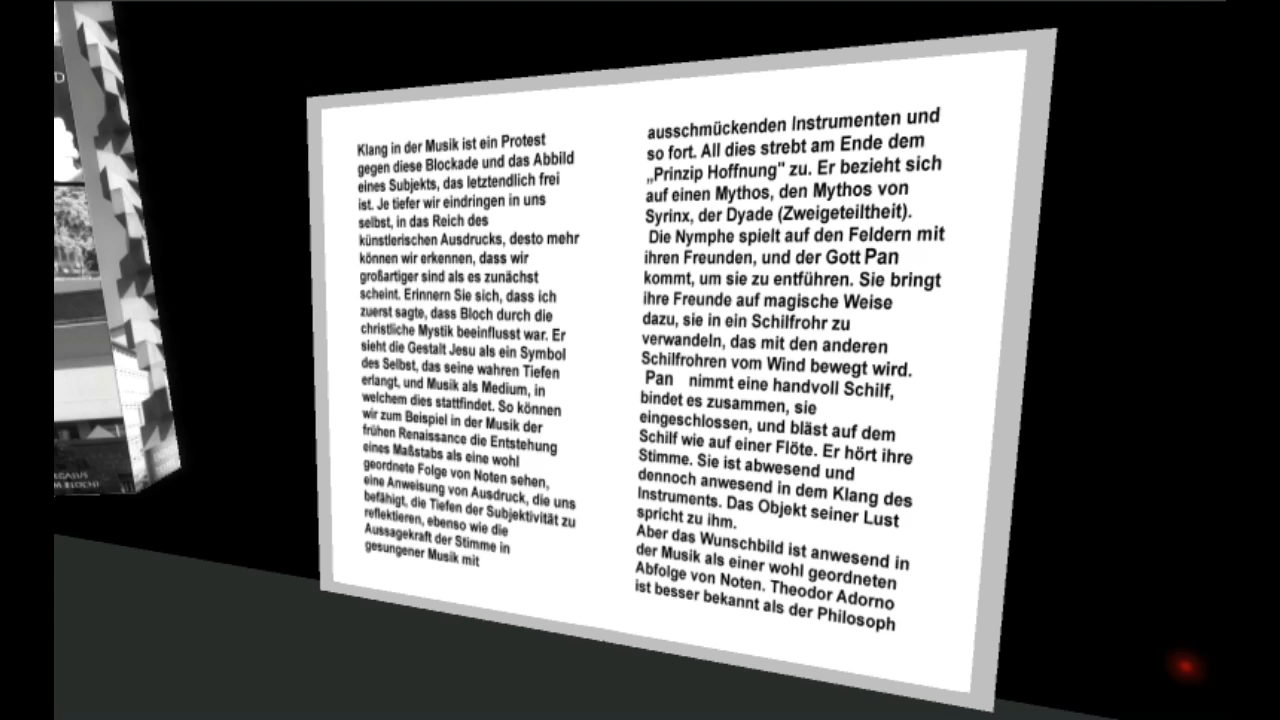 Klang in der Musik ist ein Protest
gegen diese Blockade und das Abbild
eines Subjekts, das letztendlich frei
ist. Je tiefer wir eindringen in uns
selbst, in das Reich des
künstlerischen Ausdrucks, desto mehr
können wir erkennen, dass wir
großartiger sind als es zunächst
scheint. Erinnern Sie sich, dass ich
zuerst sagte, dass Bloch durch die
christliche Mystik beeinflusst war. Er
sieht die Gestalt Jesu als ein Symbol
des Selbst, das seine wahren Tiefen
erlangt, und Musik als Medium, in
welchem dies stattfindet. So können
wir zum Beispiel in der Musik der
frühen Renaissance die Entstehung
eines Maßstabs als eine wohl
geordnete Folge von Noten sehen,
eine Anweisung von Ausdruck, die uns
befähigt, die Tiefen der Subjektivität zu
reflektieren, ebenso wie die
Aussagekraft der Stimme in
gesungener Musik mit
ausschmückenden Instrumenten und
so fort. All dies strebt am Ende dem
„Prinzip Hoffnung" zu. Er bezieht sich
auf einen Mythos, den Mythos von
Syrinx, der Dyade (Zweigeteiltheit).
Die Nymphe spielt auf den Feldern mit
ihren Freunden, und der Gott Pan
kommt, um sie zu entführen. Sie bringt
ihre Freunde auf magische Weise
dazu, sie in ein Schilfrohr zu
verwandeln, das mit den anderen
Schilfrohren vom Wind bewegt wird.
Pan nimmt eine handvoll Schilf,
bindet es zusammen, sie
eingeschlossen, und bläst auf dem
Schilf wie auf einer Flöte. Er hört ihre
Stimme. Sie ist abwesend und
dennoch anwesend in dem Klang des
Instruments. Das Objekt seiner Lust
spricht zu ihm.
Aber das Wunschbild ist anwesend in
der Musik als einer wohl geordneten
Abfolge von Noten. Theodor Adorno
ist besser bekannt als der Philosoph